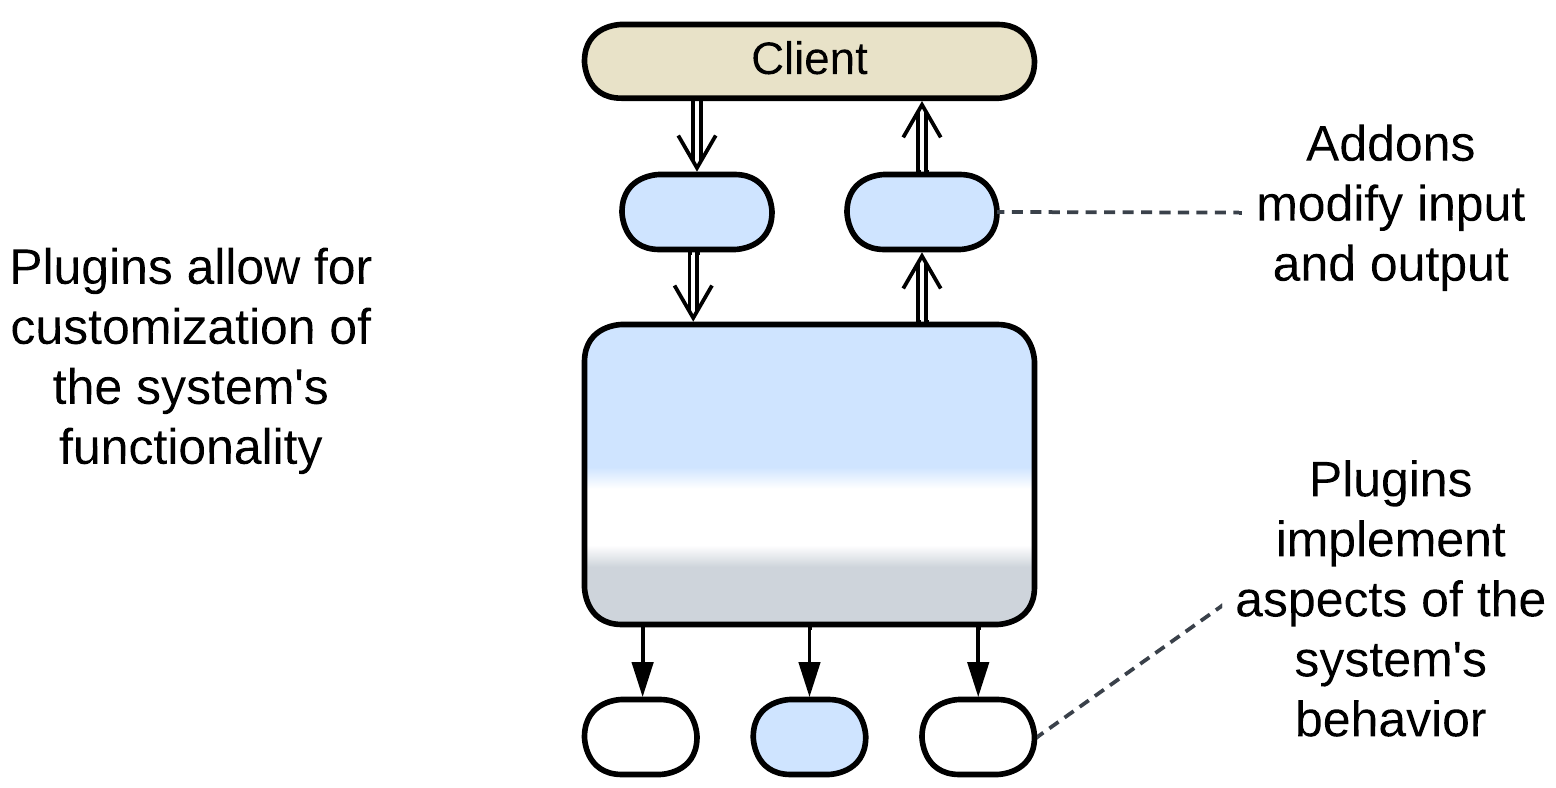 Client
Addons
modify input
and output
Plugins allow for
customization of
the system's
functionality
Plugins
implement
aspects of the
system's
behavior